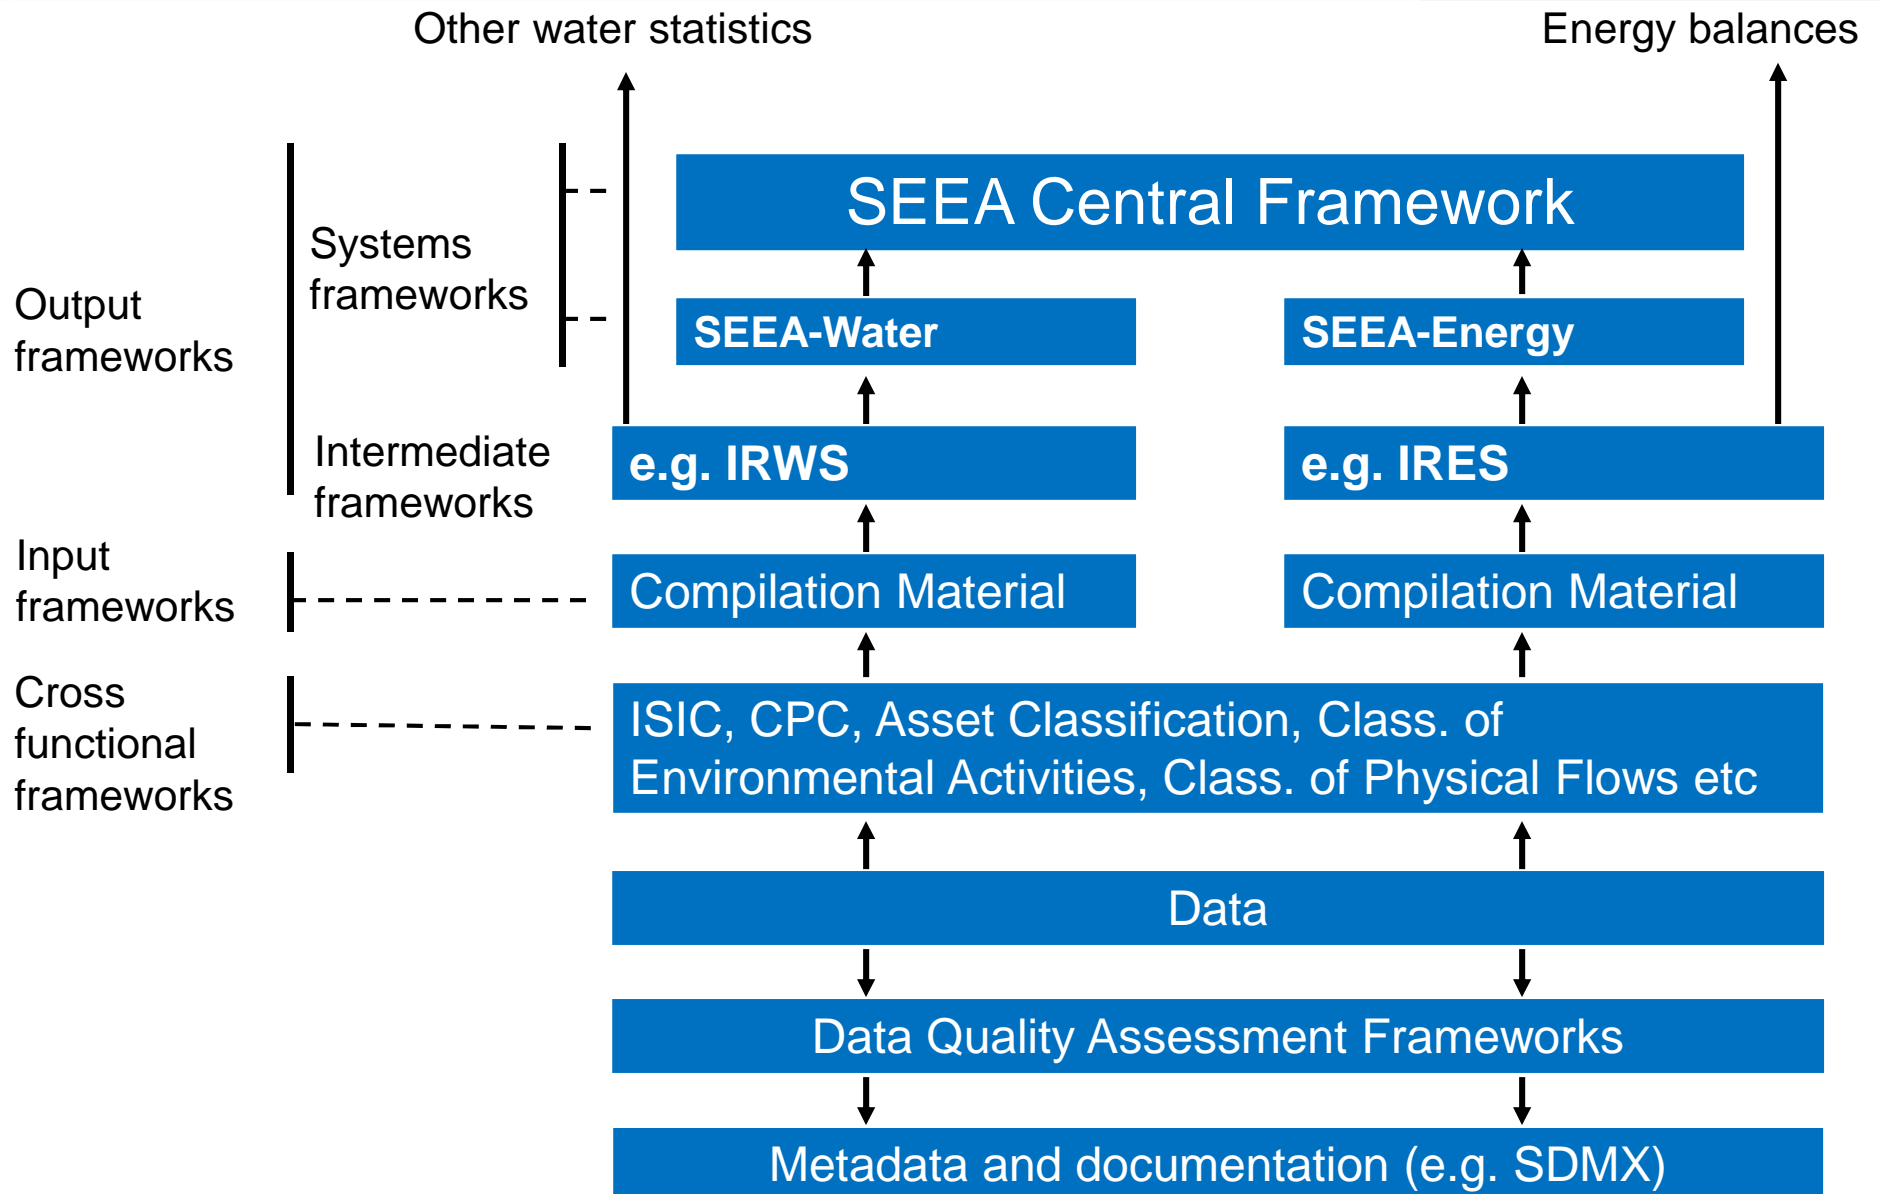 Other water statistics
Energy balances
SEEA Central Framework
Systems
frameworks
Output
frameworks
SEEA-Water
SEEA-Energy
Intermediate
frameworks
e.g. IRWS
e.g. IRES
Input
frameworks
Compilation Material
Compilation Material
Cross
functional
frameworks
ISIC, CPC, Asset Classification, Class. of
Environmental Activities, Class. of Physical Flows etc
Data
Data Quality Assessment Frameworks
Metadata and documentation (e.g. SDMX)